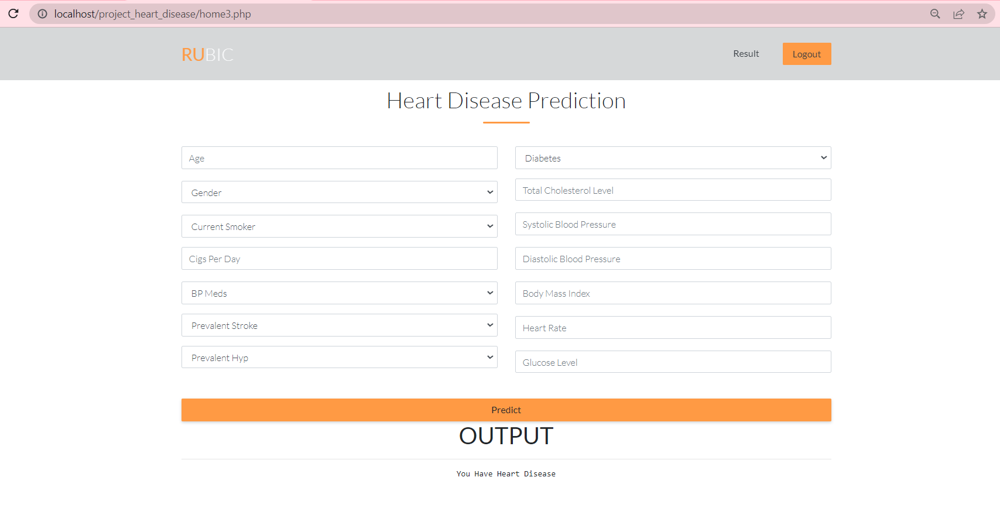 localhost/project_heart_disease/home3.php
RUBIC
Result
Logout
Heart Disease Prediction
Age
Gender
Current Smoker
Cigs Per Day
BP Meds
Prevalent Stroke
Prevalent Hyp
Diabetes
Total Cholesterol Level
Systolic Blood Pressure
Diastolic Blood Pressure
Body Mass Index
Heart Rate
Glucose Level
Predict
OUTPUT
You Have Heart Disease